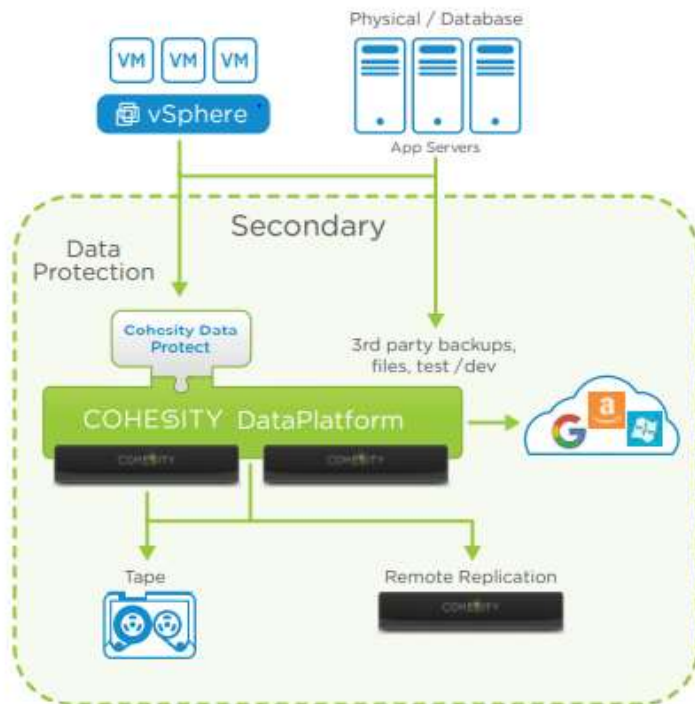 Physical / Database
VM VM VM
vSphere
App Servers
Secondary
Data
Protection
Cohesity Data
Protect
3rd party backups,
files, test /dev
COHESITY DataPlatform
COHESITY COHESITY
G a
Tape
Remote Replication
COHESITY